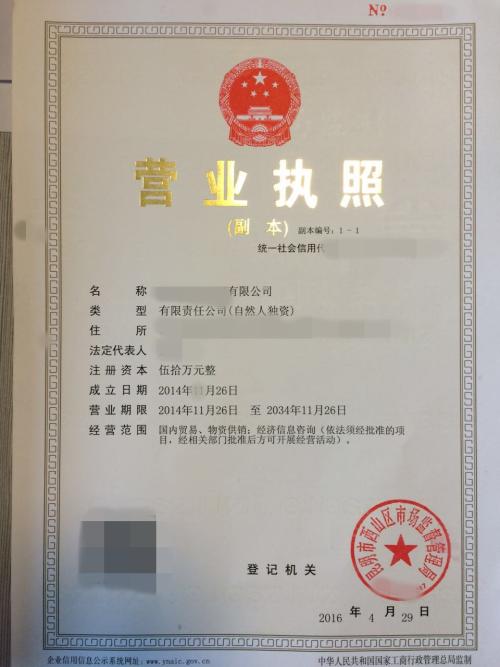 №
营业执照
(副 本) 副本编号：1-1
统一社会信用代
名 称 有限公司
类 型 有限责任公司(自然人独资)
住 所
法定代表人
注册资本 伍拾万元整
成立日期 2014年 月26日
营业期限 2014年11月26日 至 2034年11月26日
经营范围 国内贸易、物资供销；经济信息咨询（依法须经批准的项
目，经相关部门批准后方可开展经营活动）。
昆明市西山区市场监督管理局
登记机关
2016 年 4 月 29 日
企业信用信息公示系统网址：www.ynaic.gov.cn 中华人民共和国国家工商行政管理总局监制